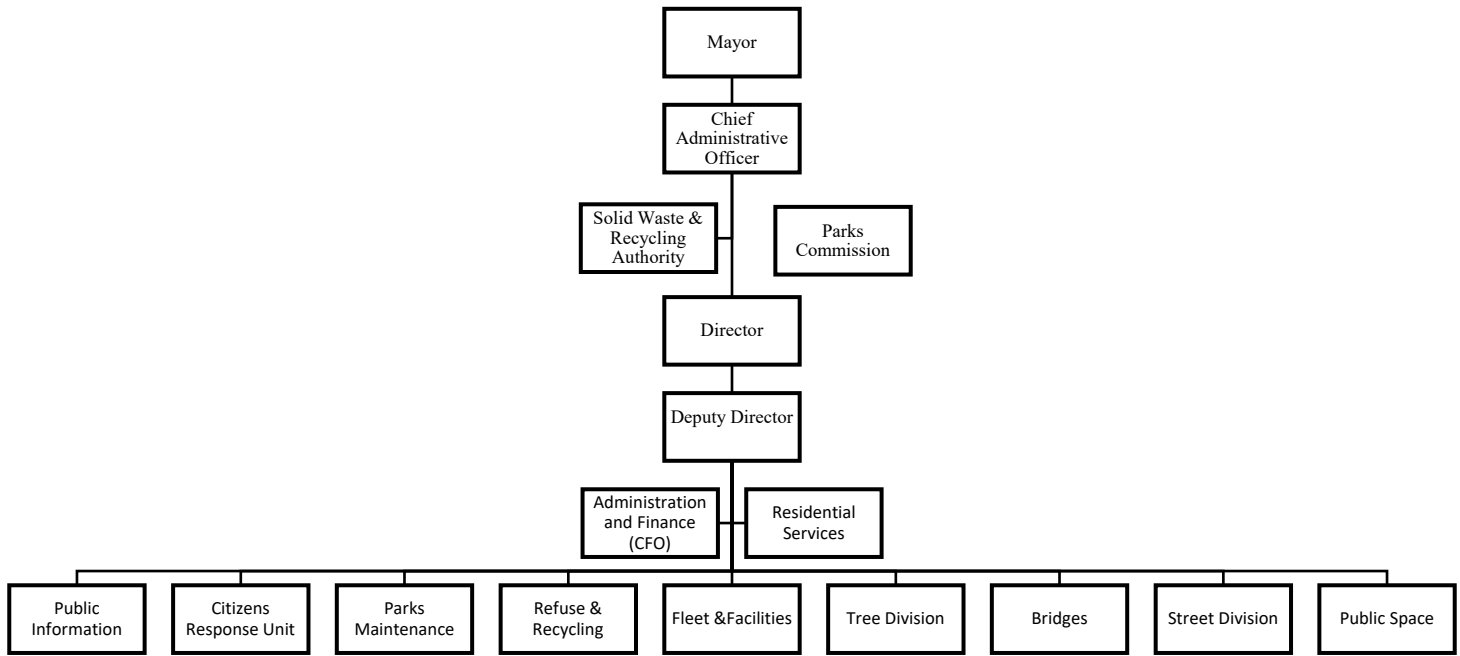 Mayor
Chief
Administrative
Officer
Solid Waste &
Recycling
Authority
Parks
Commission
Director
Deputy Director
Administration
and Finance
(CFO)
Residential
Services
Public
Information
Citizens
Response Unit
Parks
Maintenance
Refuse &
Recycling
Fleet &Facilities
Tree Division
Bridges
Street Division
Public Space